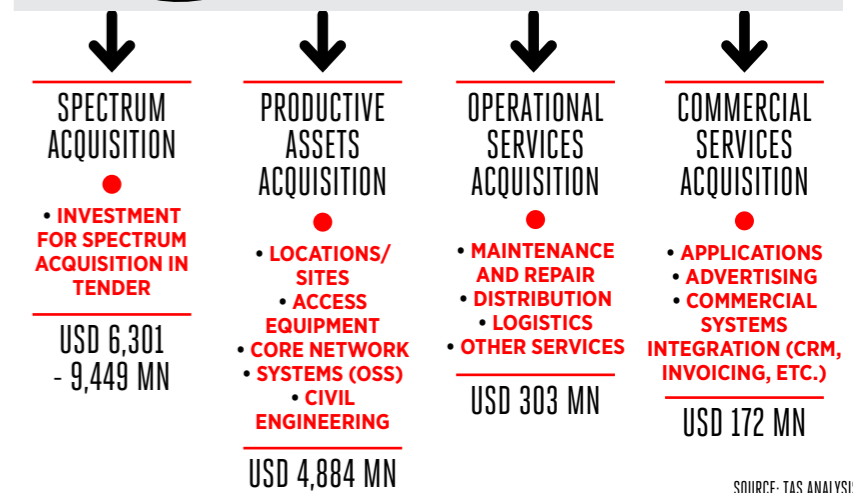 SPECTRUM
ACQUISITION
• INVESTMENT
FOR SPECTRUM
ACQUISITION IN
TENDER
USD 6,301
- 9,449 MN
PRODUCTIVE
ASSETS
ACQUISITION
• LOCATIONS/
SITES
• ACCESS
EQUIPMENT
• CORE NETWORK
• SYSTEMS (OSS)
• CIVIL
ENGINEERING
USD 4,884 MN
OPERATIONAL
SERVICES
ACQUISITION
• MAINTENANCE
AND REPAIR
• DISTRIBUTION
• LOGISTICS
• OTHER SERVICES
USD 303 MN
COMMERCIAL
SERVICES
ACQUISITION
• APPLICATIONS
• ADVERTISING
• COMMERCIAL
SYSTEMS
INTEGRATION (CRM,
INVOICING, ETC.)
USD 172 MN
SOURCE: TAS ANALYSIS